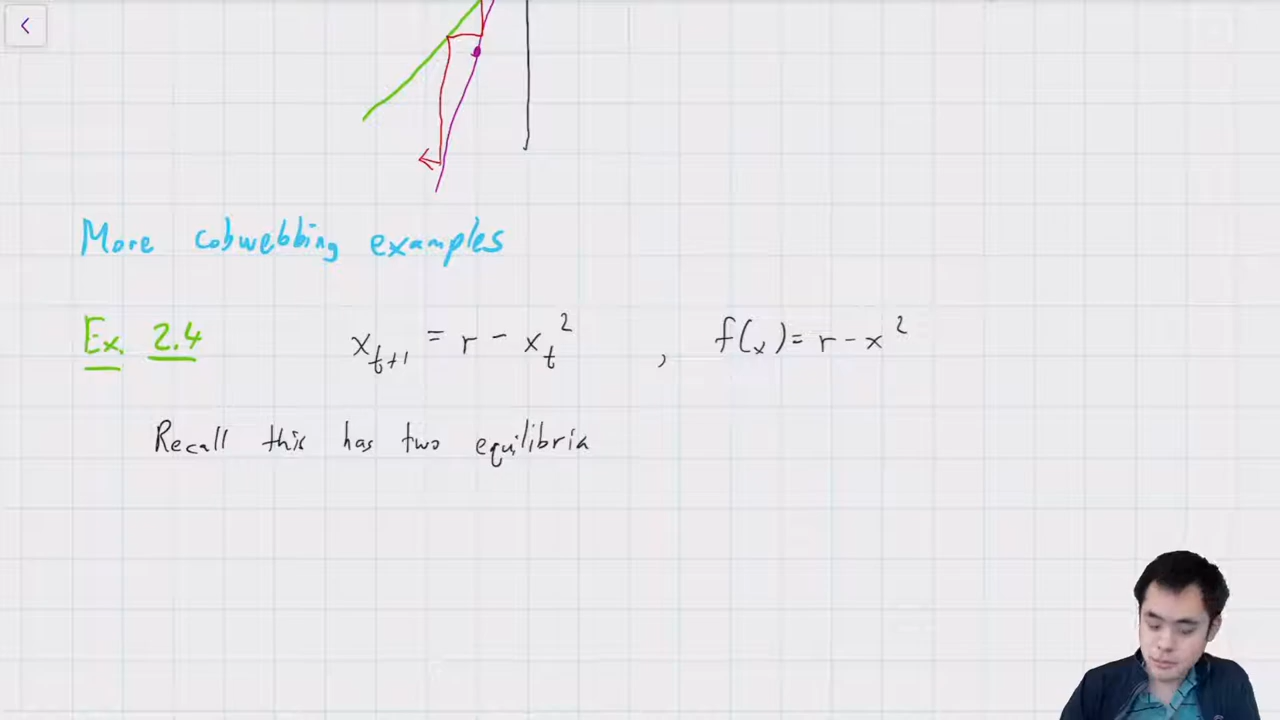 More cobwebbing examples
Ex. 2.4 x_{t+1} = r - x_t^2 , f(x) = r - x^2
Recall this has two equilibria